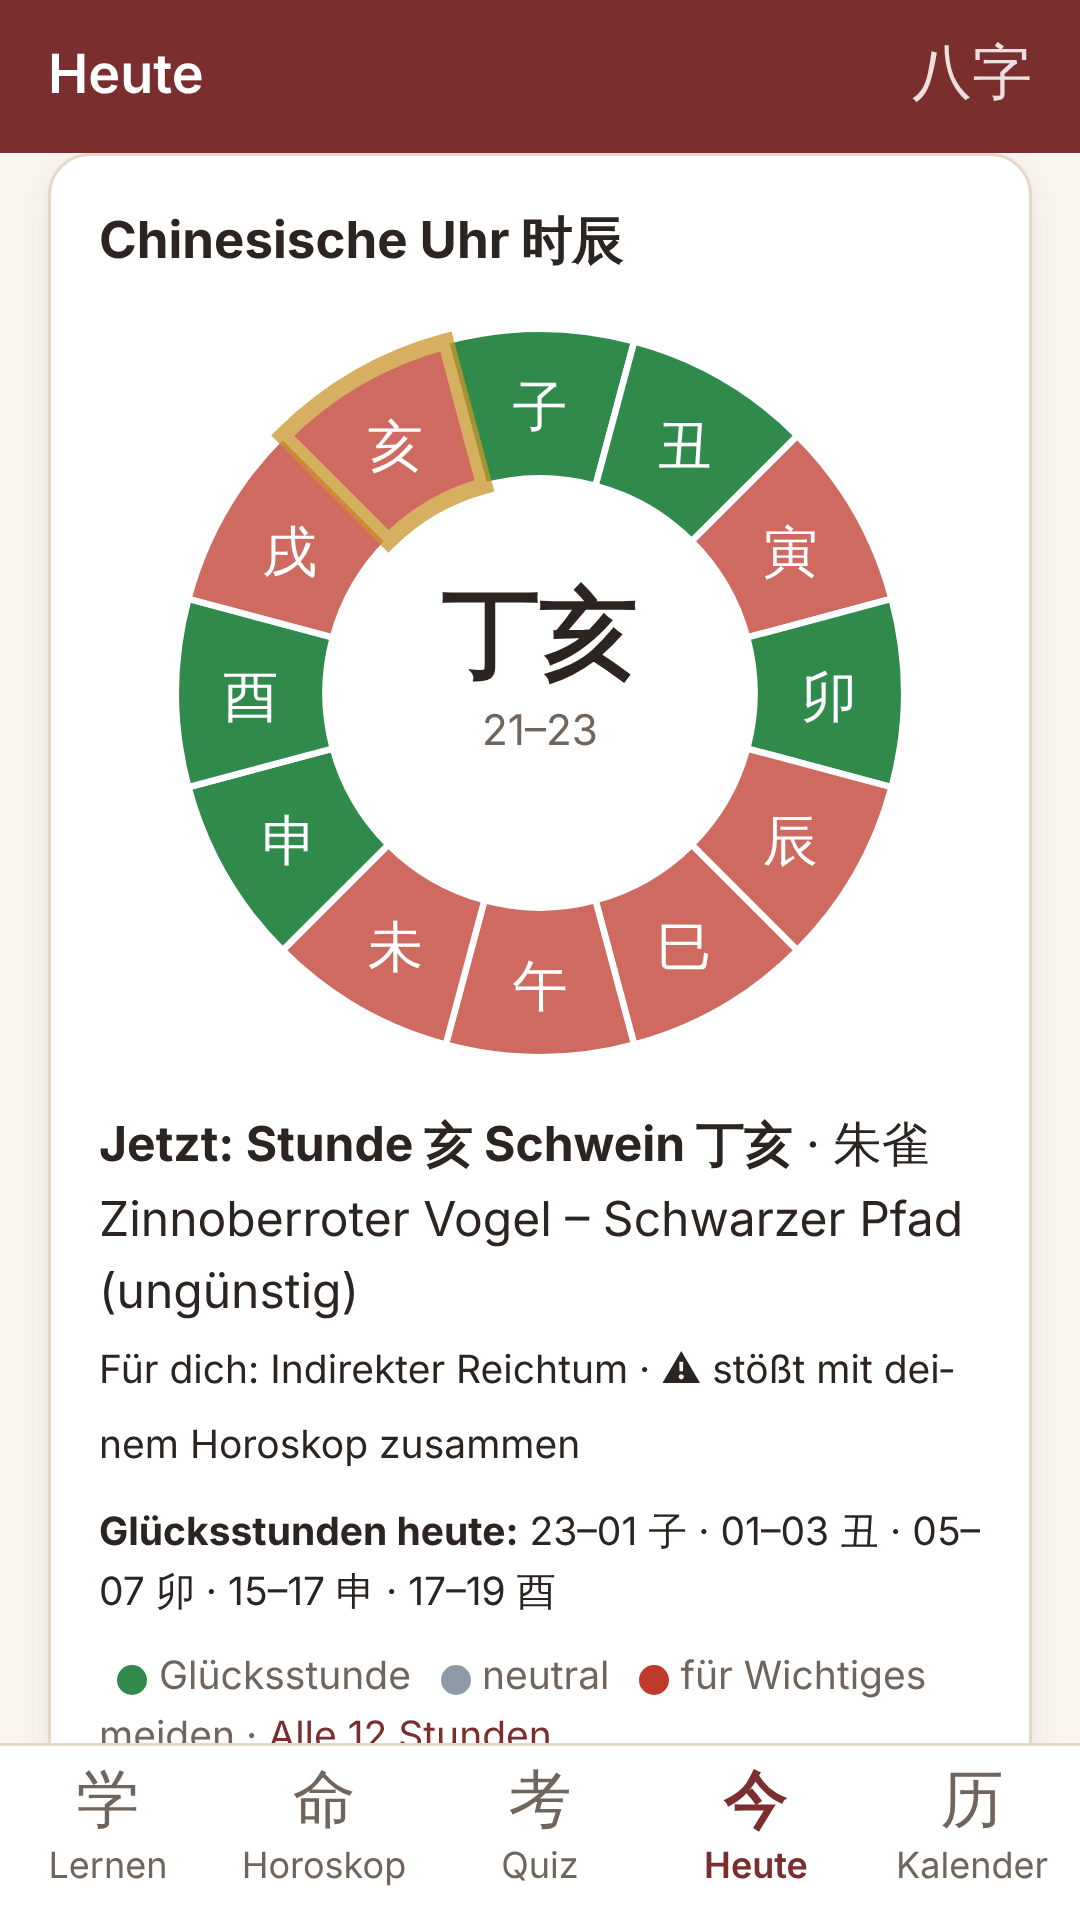 Heute
八字
Chinesische Uhr 时辰
子
丑
寅
卯
辰
巳
午
未
申
酉
戌
亥
丁亥
21–23
Jetzt: Stunde 亥 Schwein 丁亥 · 朱雀
Zinnoberroter Vogel – Schwarzer Pfad
(ungünstig)
Für dich: Indirekter Reichtum · ⚠ stößt mit dei-
nem Horoskop zusammen
Glücksstunden heute: 23–01 子 · 01–03 丑 · 05–
07 卯 · 15–17 申 · 17–19 酉
Glücksstunde neutral für Wichtiges
meiden · Alle 12 Stunden
学 命 考 今 历
Lernen Horoskop Quiz Heute Kalender